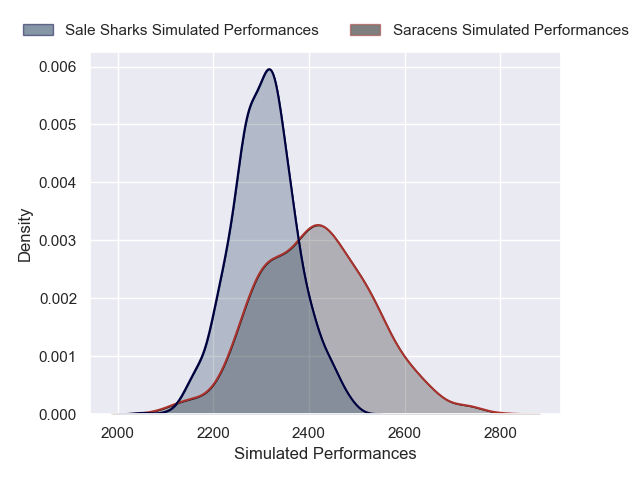 Sale Sharks Simulated Performances Saracens Simulated Performances
0.006
0.005
0.004
0.003
0.002
0.001
0.000
Density
2000 2200 2400 2600 2800
Simulated Performances